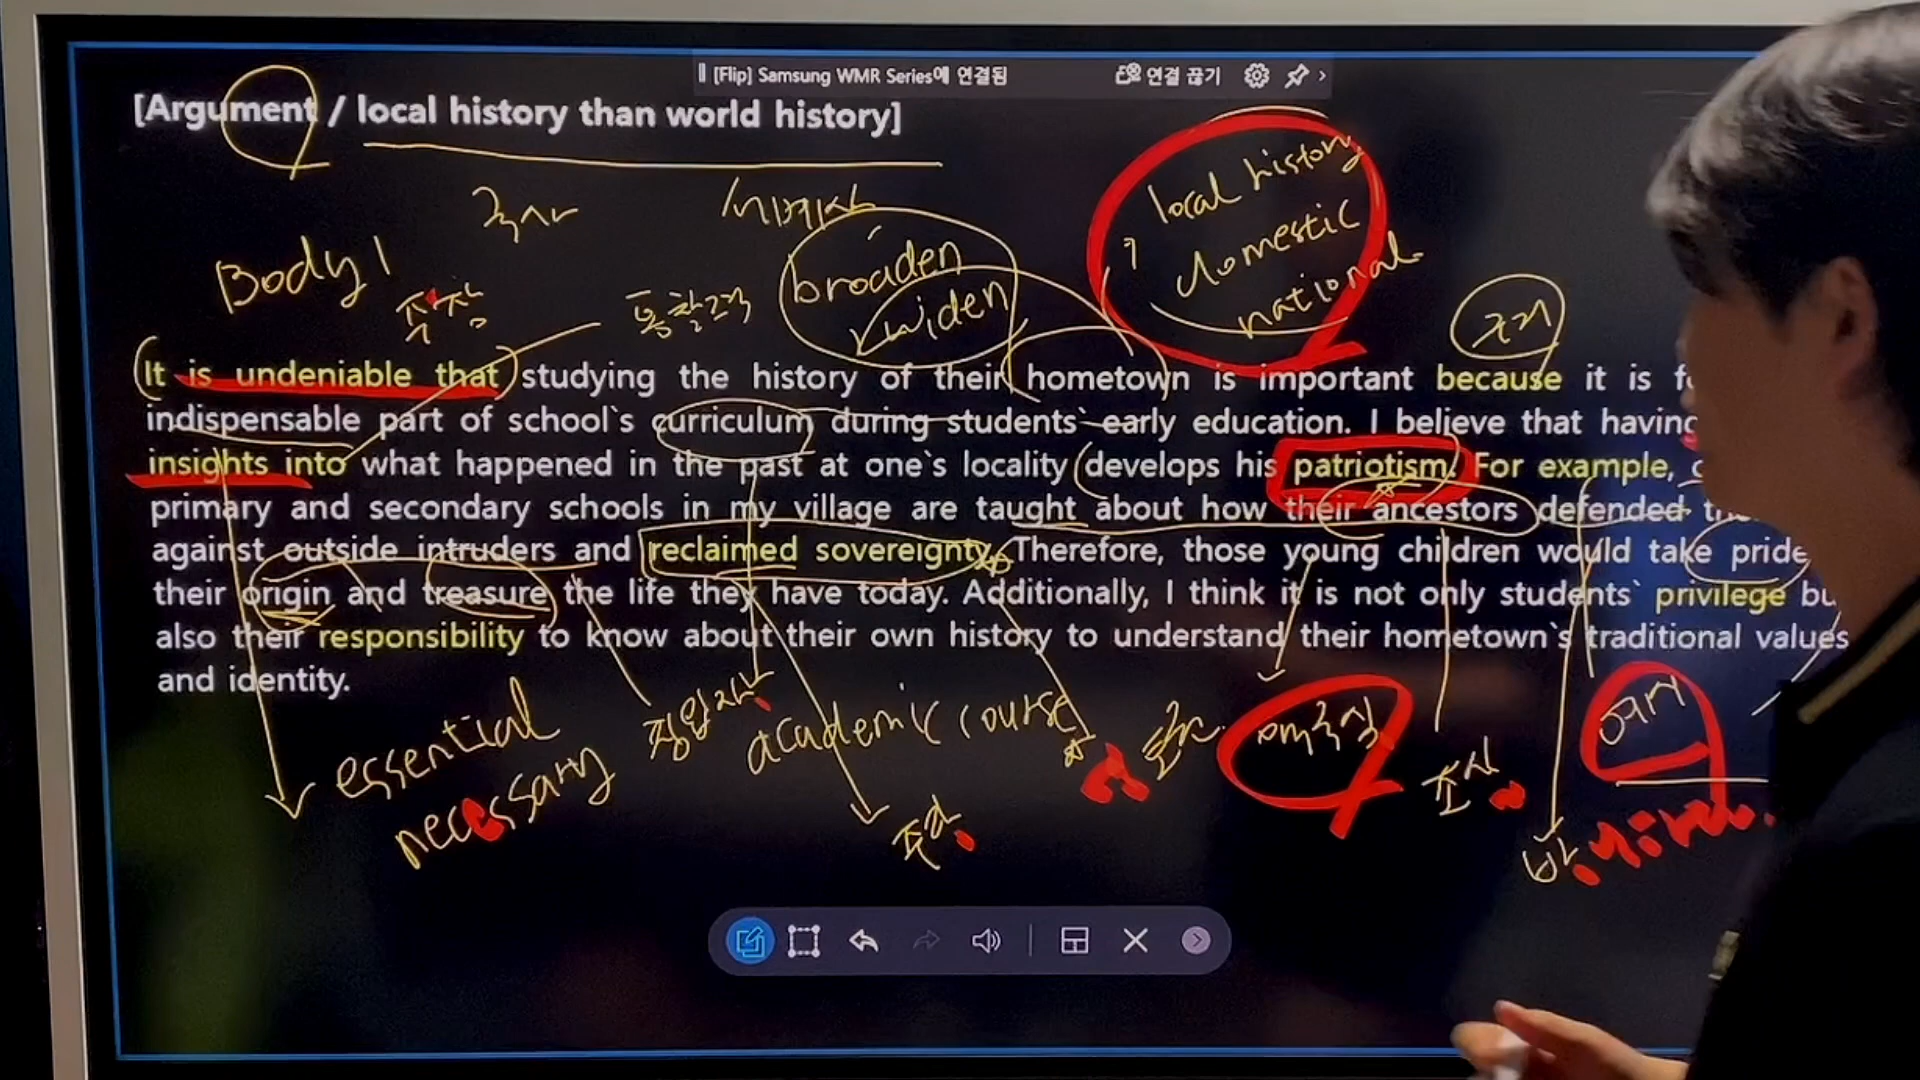 [Flip] Samsung WMR Series에 연결됨 연결 끊기
[Argument / local history than world history]
local history
국사 세계사
domestic
Body 1 broaden
national
주장 통찰력 widen
It is undeniable that studying the history of their hometown is important because it is
indispensable part of school`s curriculum during students` early education. I believe that having
insights into what happened in the past at one`s locality develops his patriotism. For example,
primary and secondary schools in my village are taught about how their ancestors defended
against outside intruders and reclaimed sovereignty. Therefore, those young children would take pride
their origin and treasure the life they have today. Additionally, I think it is not only students` privilege
also their responsibility to know about their own history to understand their hometown`s traditional values
and identity.
essential
necessary
침입자
academic course
주권
애국심
조상